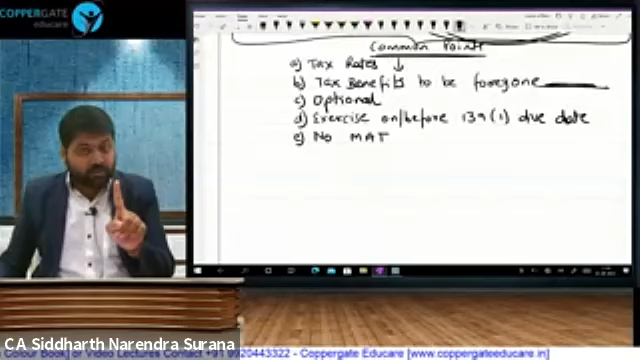 COPPERGATE
educare
Common Points
a) Tax Rates ↓
b) Tax Benefits to be foregone
c) Optional
d) Exercise on/before 139(1) due date
e) No MAT
CA Siddharth Narendra Surana
Colour Book] or Video Lectures Contact +91 9920443322 - Coppergate Educare [www.coppergateeducare.in]